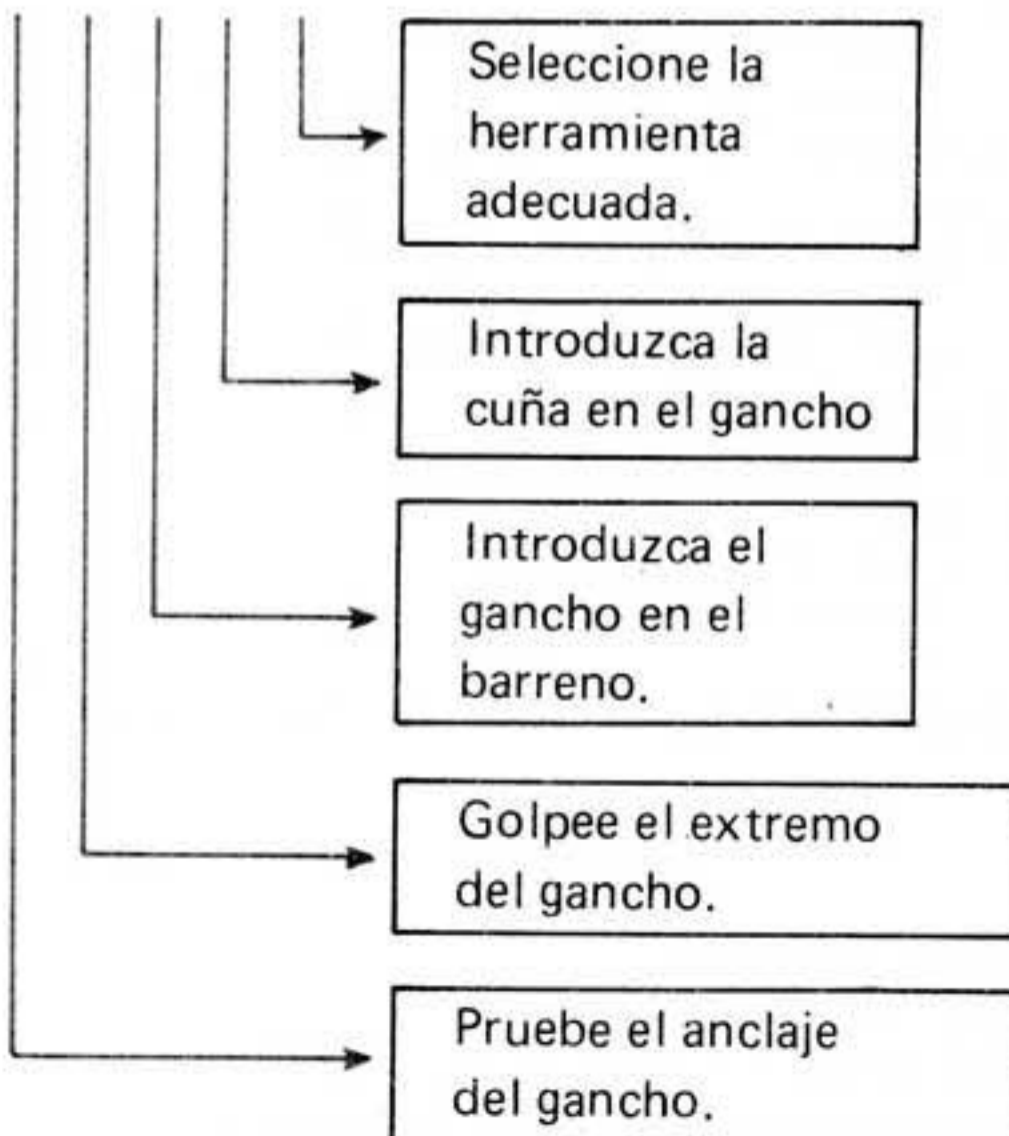 Seleccione la
herramienta
adecuada.
Introduzca la
cuña en el gancho
Introduzca el
gancho en el
barreno.
Golpee el extremo
del gancho.
Pruebe el anclaje
del gancho.